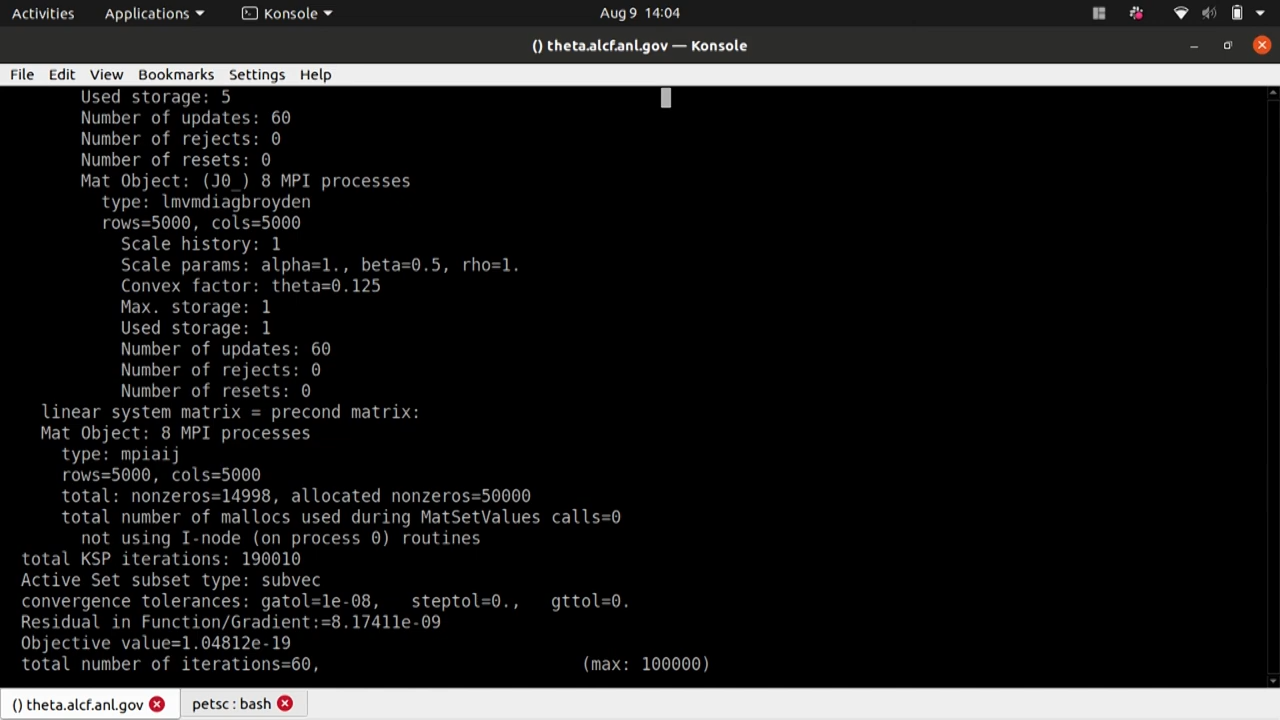 Activities Applications Konsole Aug 9 14:04
() theta.alcf.anl.gov — Konsole
File Edit View Bookmarks Settings Help
Used storage: 5
Number of updates: 60
Number of rejects: 0
Number of resets: 0
Mat Object: (J0_) 8 MPI processes
type: lmvmdiagbroyden
rows=5000, cols=5000
Scale history: 1
Scale params: alpha=1., beta=0.5, rho=1.
Convex factor: theta=0.125
Max. storage: 1
Used storage: 1
Number of updates: 60
Number of rejects: 0
Number of resets: 0
linear system matrix = precond matrix:
Mat Object: 8 MPI processes
type: mpiaij
rows=5000, cols=5000
total: nonzeros=14998, allocated nonzeros=50000
total number of mallocs used during MatSetValues calls=0
not using I-node (on process 0) routines
total KSP iterations: 190010
Active Set subset type: subvec
convergence tolerances: gatol=1e-08, steptol=0., gttol=0.
Residual in Function/Gradient:=8.17411e-09
Objective value=1.04812e-19
total number of iterations=60, (max: 100000)
() theta.alcf.anl.gov petsc : bash